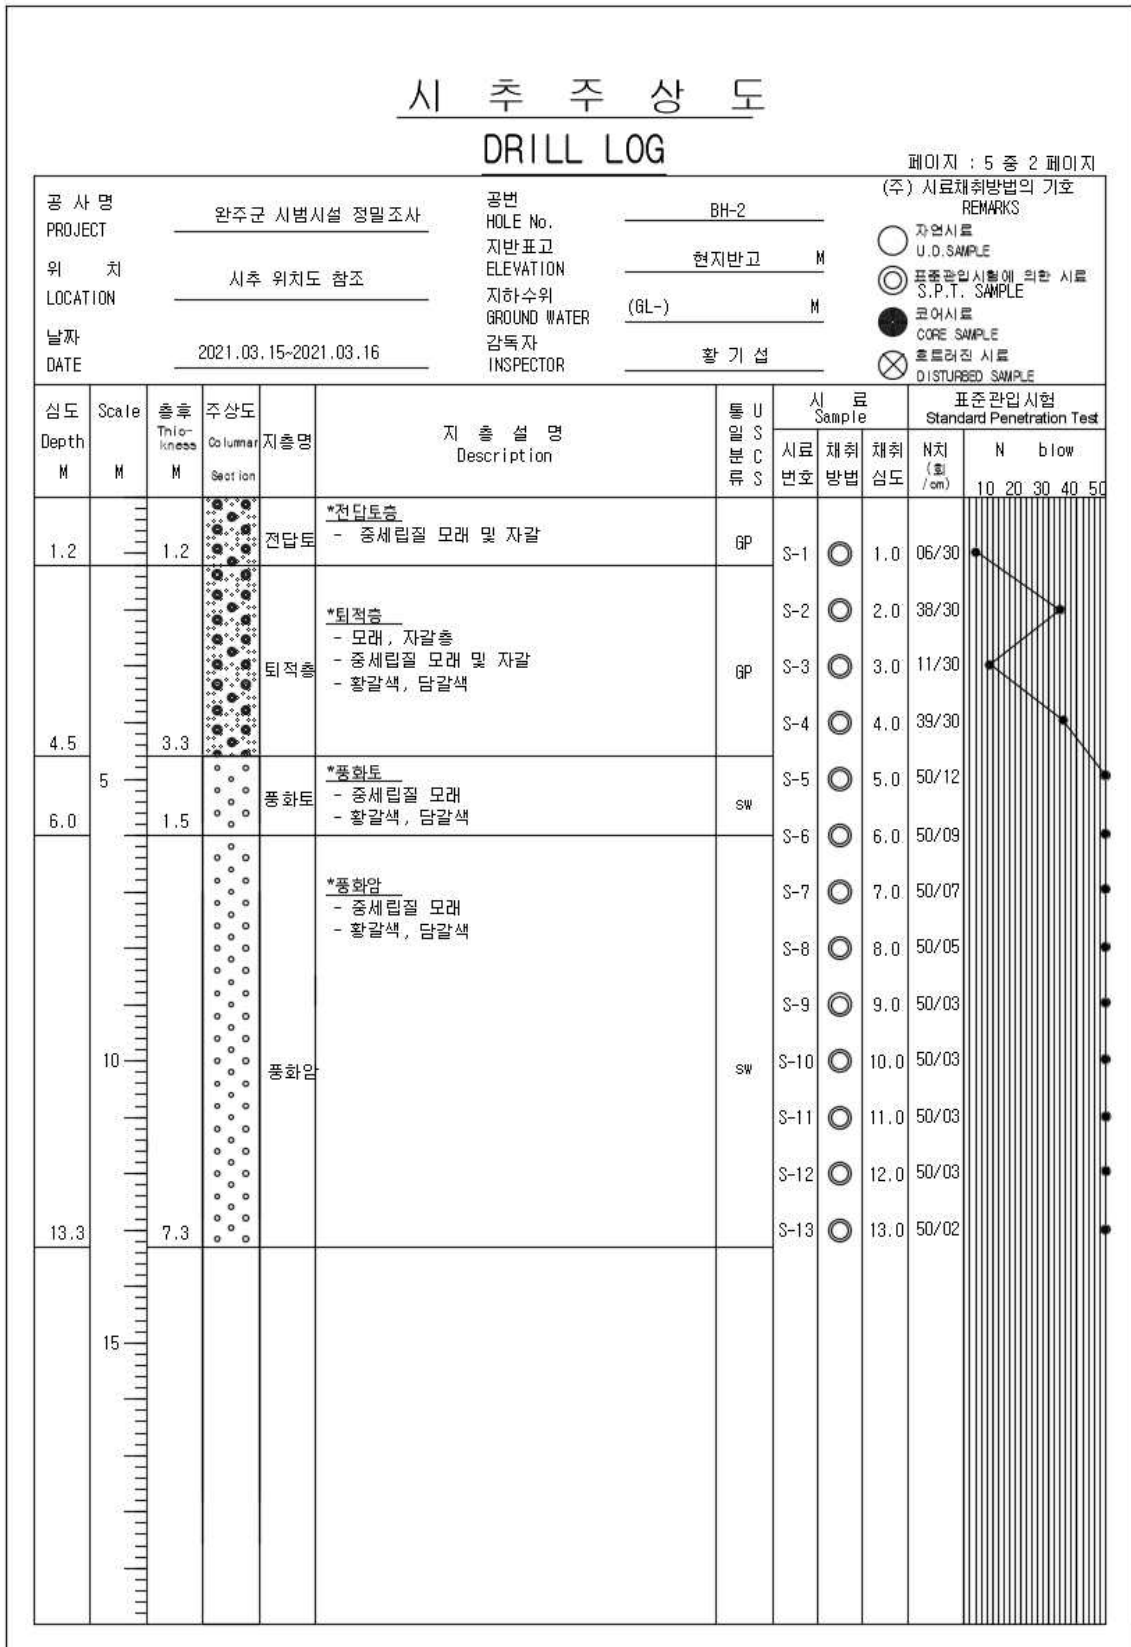 시 추 주 상 도
DRILL LOG
페이지 : 5 중 2 페이지
공 사 명
PROJECT
완주군 시범시설 정밀조사
위 치
LOCATION
시추 위치도 참조
날짜
DATE
2021.03.15~2021.03.16
공번
HOLE No.
BH-2
지반표고
ELEVATION
현지반고 M
지하수위
GROUND WATER
(GL-) M
감독자
INSPECTOR
황 기 섭
(주) 시료채취방법의 기호
REMARKS
자연시료
U.D.SAMPLE
표준관입시험에 의한 시료
S.P.T. SAMPLE
코어시료
CORE SAMPLE
흐트러진 시료
DISTURBED SAMPLE
심도
Depth
M
Scale
M
층후
Thic-
kness
M
주상도
Columnar
Section
지층명
지 층 설 명
Description
통일분류
USCS
시 료
Sample
시료
번호
채취
방법
채취
심도
표준관입시험
Standard Penetration Test
N치
(회
/cm)
N blow
10 20 30 40 50
1.2 1.2 전답토
*전답토층
- 중세립질 모래 및 자갈
GP
S-1 1.0 06/30
*퇴적층
- 모래, 자갈층
- 중세립질 모래 및 자갈
- 황갈색, 담갈색
퇴적층
GP
S-2 2.0 38/30
S-3 3.0 11/30
S-4 4.0 39/30
4.5 3.3
5
*풍화토
- 중세립질 모래
- 황갈색, 담갈색
풍화토
SW
S-5 5.0 50/12
6.0 1.5
S-6 6.0 50/09
*풍화암
- 중세립질 모래
- 황갈색, 담갈색
S-7 7.0 50/07
S-8 8.0 50/05
S-9 9.0 50/03
10
풍화암
SW
S-10 10.0 50/03
S-11 11.0 50/03
S-12 12.0 50/03
13.3 7.3
S-13 13.0 50/02
15